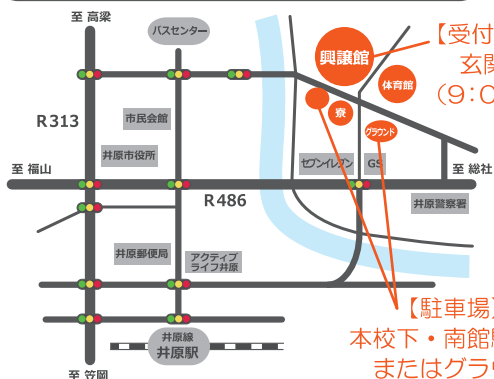 至 高梁
バスセンター
興譲館
【受付
玄関
(9:0
体育館
寮
グラウンド
R313
市民会館
井原市役所
セブンイレブン
GS
至 福山
至 総社
R486
井原警察署
井原郵便局
アクティブ
ライフ井原
【駐車場】
本校下・南館駐
またはグラウ
井原線
井原駅
至 笠岡